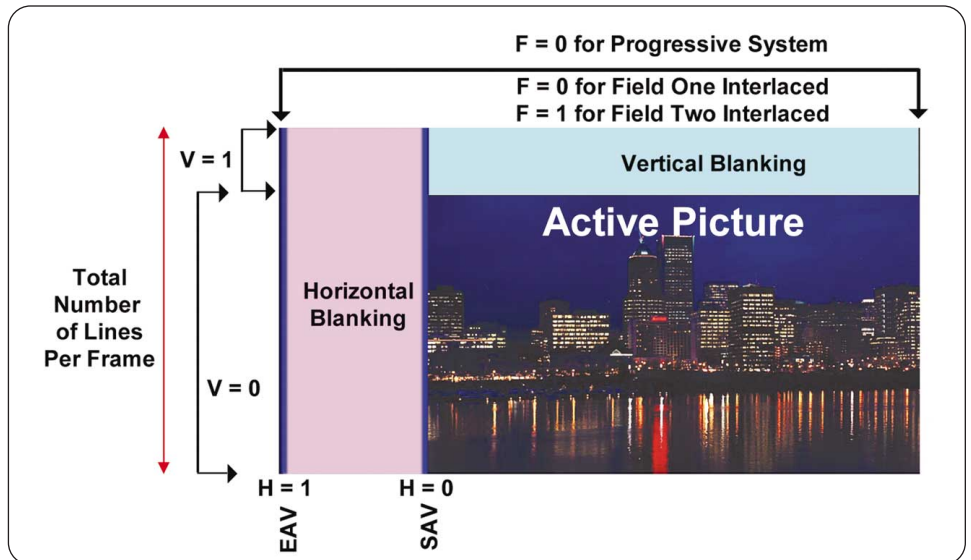 F = 0 for Progressive System
F = 0 for Field One Interlaced
F = 1 for Field Two Interlaced
V = 1
Vertical Blanking
Active Picture
Total
Number
of Lines
Per Frame
Horizontal
Blanking
V = 0
H = 1
H = 0
EAV
SAV